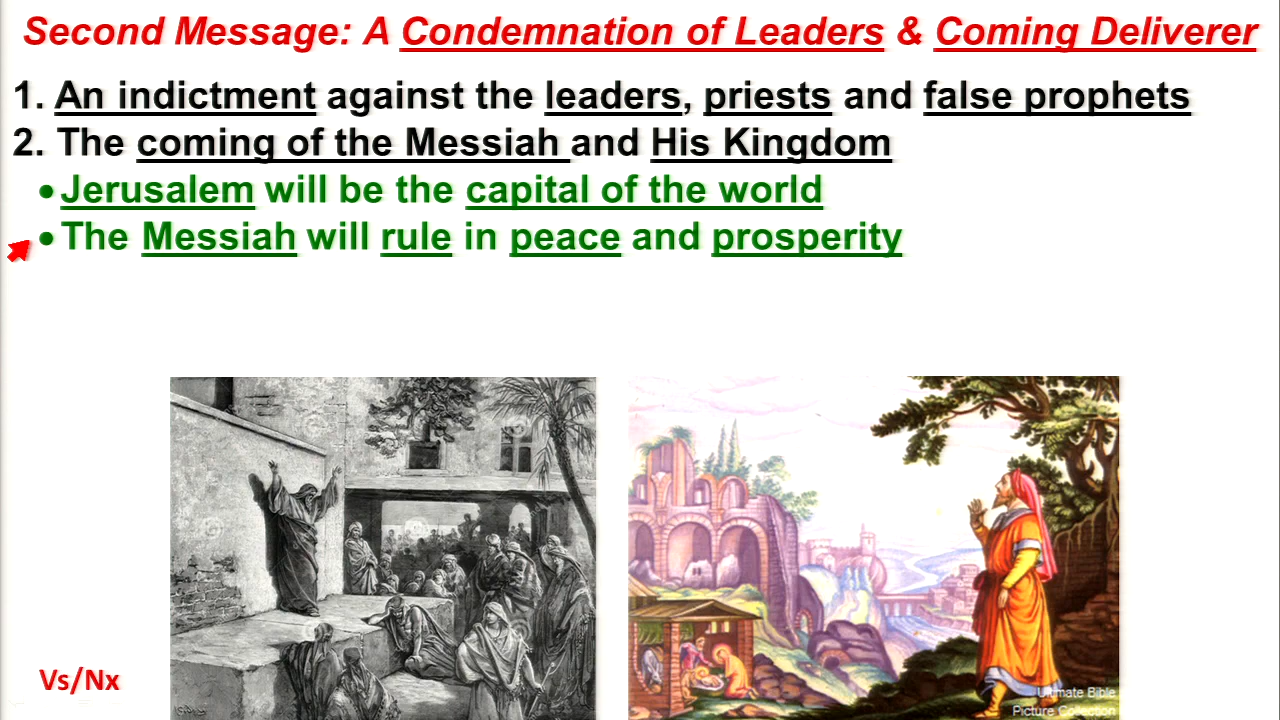 Second Message: A Condemnation of Leaders & Coming Deliverer
1. An indictment against the leaders, priests and false prophets
2. The coming of the Messiah and His Kingdom
• Jerusalem will be the capital of the world
• The Messiah will rule in peace and prosperity
Vs/Nx
Ultimate Bible
Picture Collection